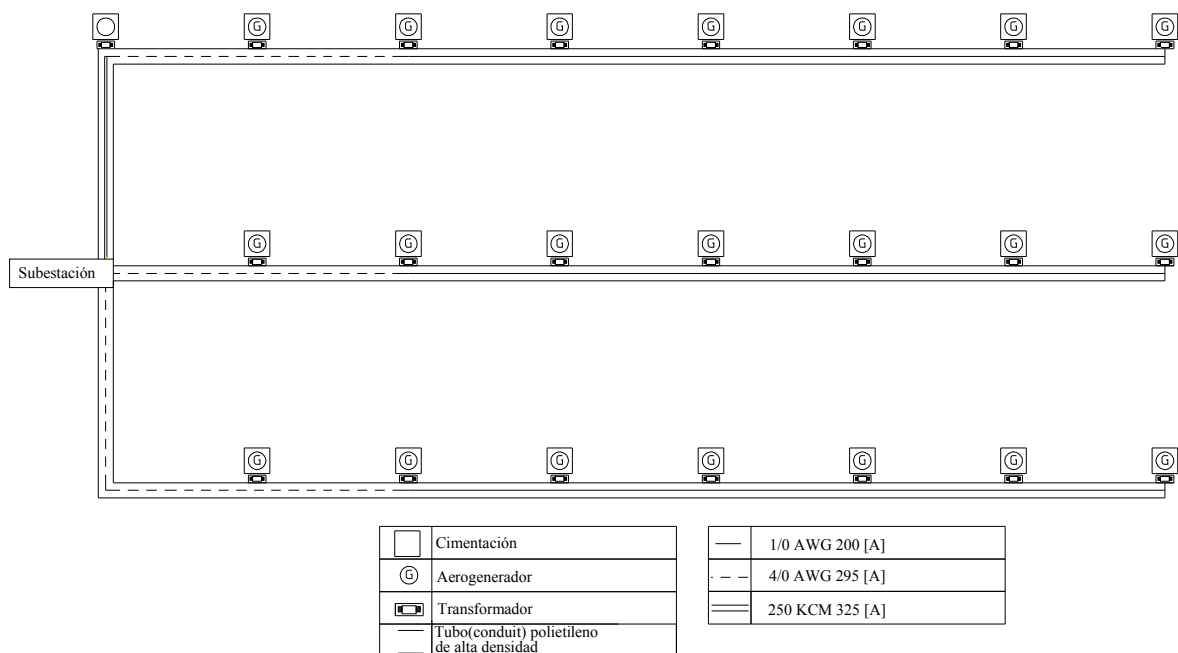 G G G G G G G
Subestación
G G G G G G G
G G G G G G G
Cimentación
G Aerogenerador
Transformador
Tubo(conduit) polietileno
de alta densidad
1/0 AWG 200 [A]
4/0 AWG 295 [A]
250 KCM 325 [A]